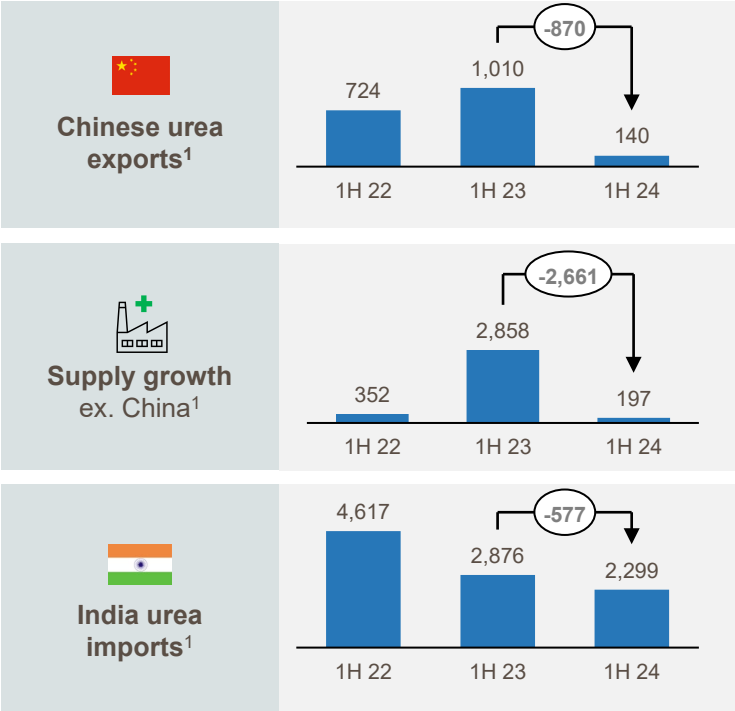 Chinese urea
exports¹
-870
724
1,010
140
1H 22
1H 23
1H 24
Supply growth
ex. China¹
-2,661
352
2,858
197
1H 22
1H 23
1H 24
India urea
imports¹
-577
4,617
2,876
2,299
1H 22
1H 23
1H 24